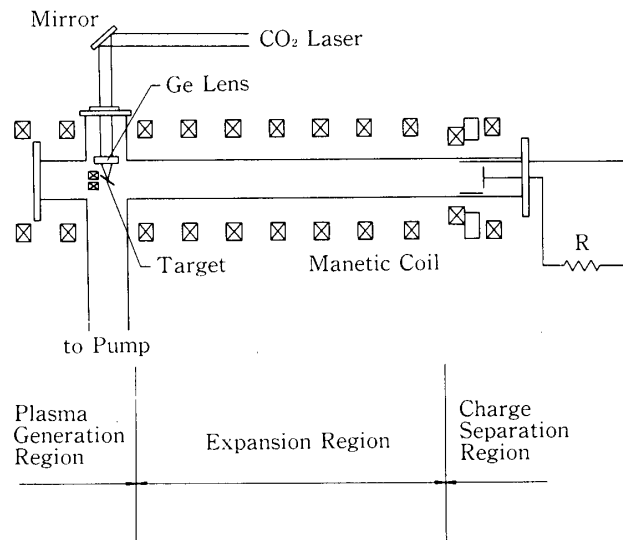 Mirror
CO₂ Laser
Ge Lens
Target
Manetic Coil
R
to Pump
Plasma
Generation
Region
Expansion Region
Charge
Separation
Region